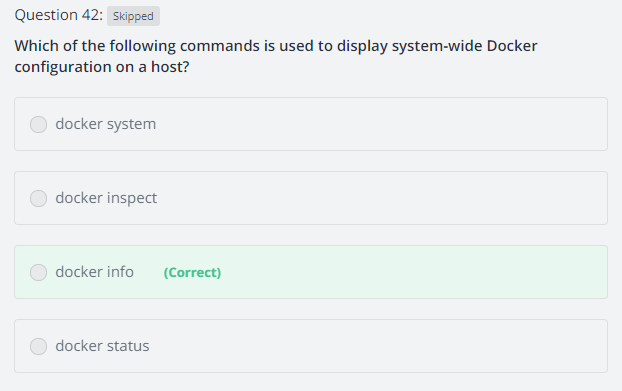 Question 42: Skipped
Which of the following commands is used to display system-wide Docker
configuration on a host?
docker system
docker inspect
docker info (Correct)
docker status